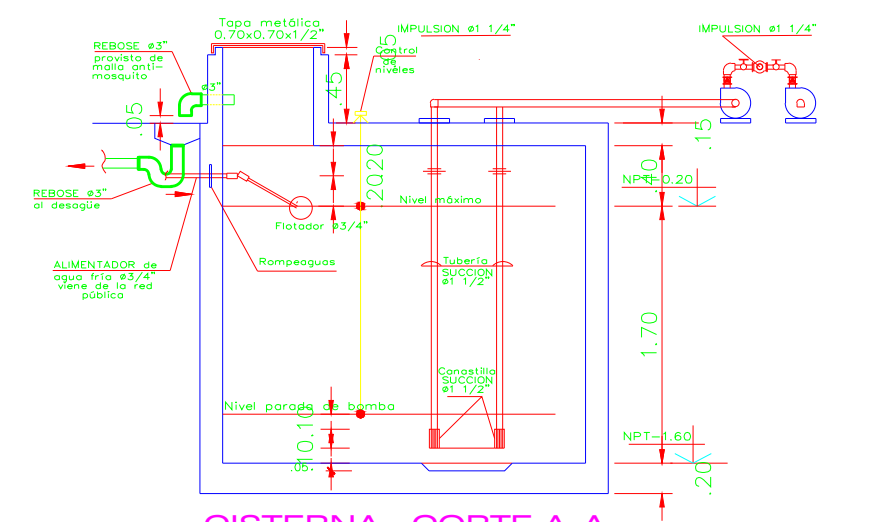 Tapa metálica
0.70x0.70x1/2"
IMPULSION ø1 1/4"
IMPULSION ø1 1/4"
REBOSE ø3"
provisto de
malla anti-
mosquito
Control
de
niveles
ø3"
.45
.05
.15
.20
.20
.40
NPT-0.20
REBOSE ø3"
al desagüe
Nivel máximo
Flotador ø3/4"
ALIMENTADOR de
agua fría ø3/4"
viene de la red
pública
Rompeaguas
Tubería
SUCCION
ø1 1/2"
1.70
Canastilla
SUCCION
ø1 1/2"
Nivel parada de bomba
.10
.10
.05
NPT-1.60
.20
CISTERNA - CORTE A-A